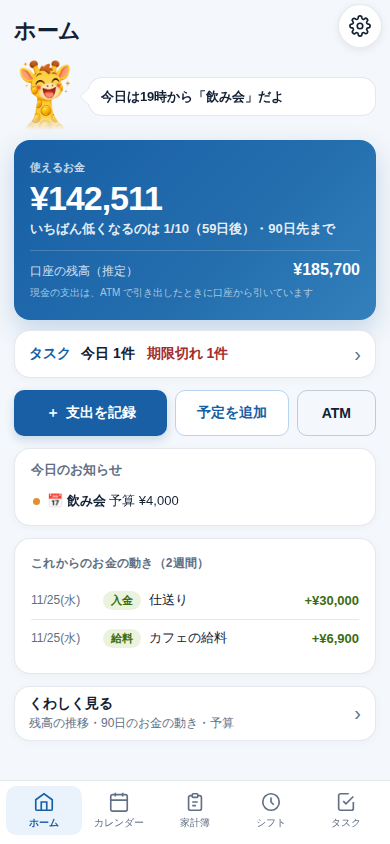 ホーム
今日は19時から「飲み会」だよ
使えるお金
¥142,511
いちばん低くなるのは 1/10（59日後）・90日先まで
口座の残高（推定） ¥185,700
現金の支出は、ATM で引き出したときに口座から引いています
タスク 今日 1件 期限切れ 1件 ›
＋ 支出を記録 予定を追加 ATM
今日のお知らせ
📅 飲み会 予算 ¥4,000
これからのお金の動き（2週間）
11/25(水) 入金 仕送り +¥30,000
11/25(水) 給料 カフェの給料 +¥6,900
くわしく見る ›
残高の推移・90日のお金の動き・予算
ホーム カレンダー 家計簿 シフト タスク